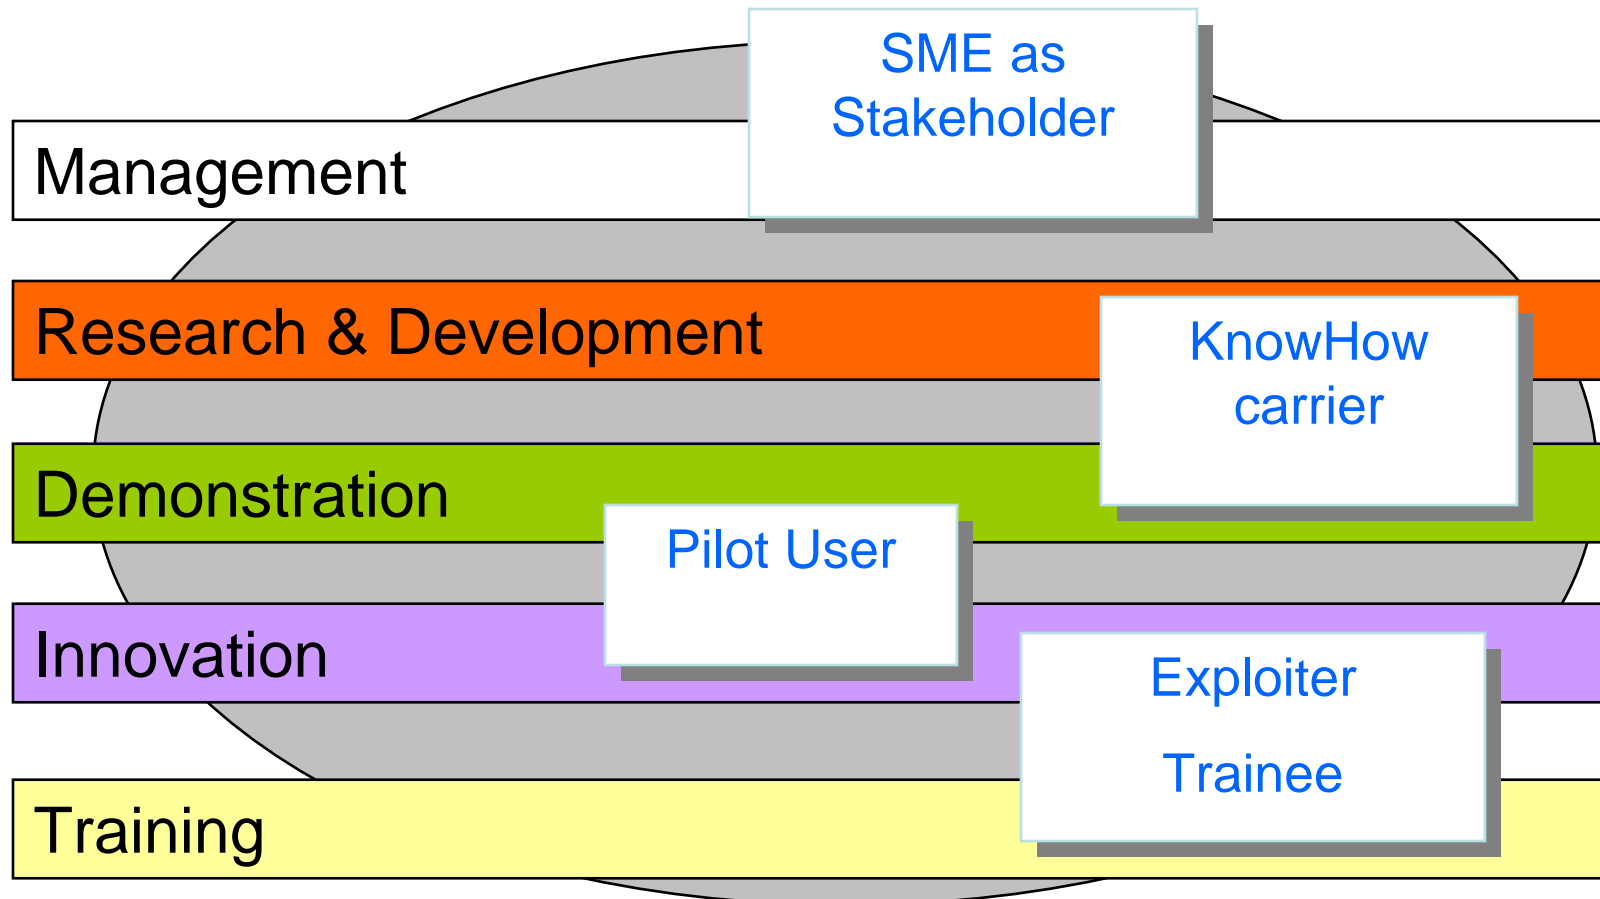 SME as
Stakeholder
Management
Research & Development
KnowHow
carrier
Demonstration
Pilot User
Innovation
Exploiter
Trainee
Training